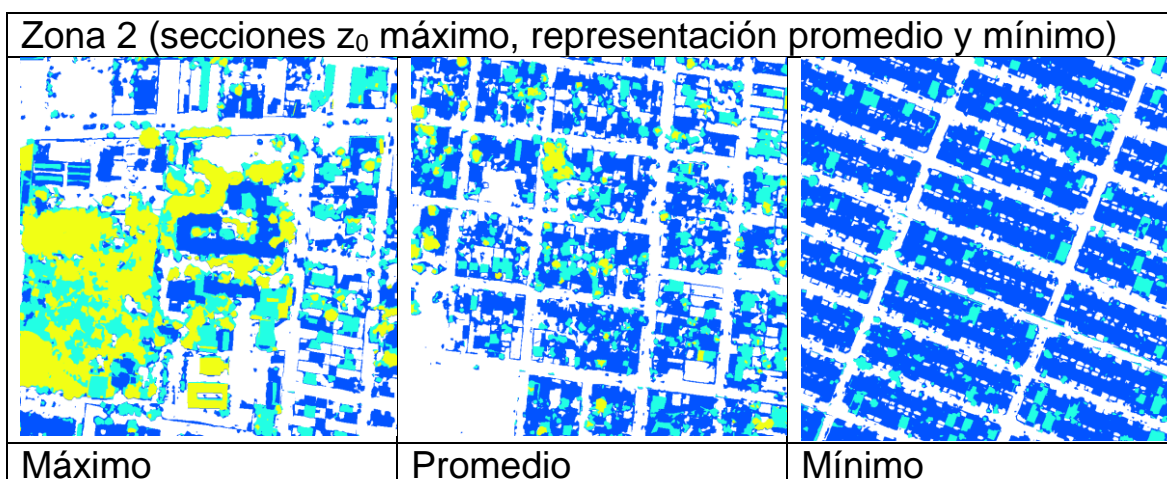 Zona 2 (secciones z₀ máximo, representación promedio y mínimo)
Máximo
Promedio
Mínimo